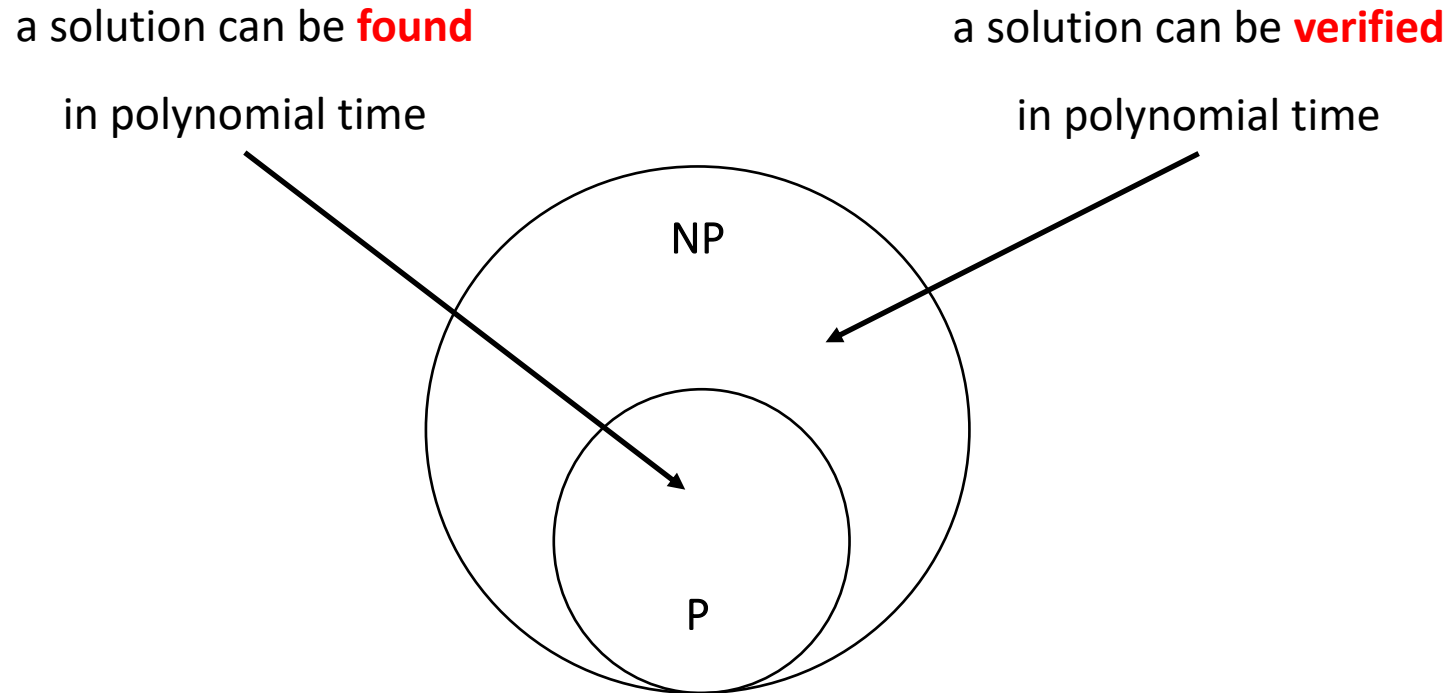 a solution can be found
in polynomial time
a solution can be verified
in polynomial time
NP
P